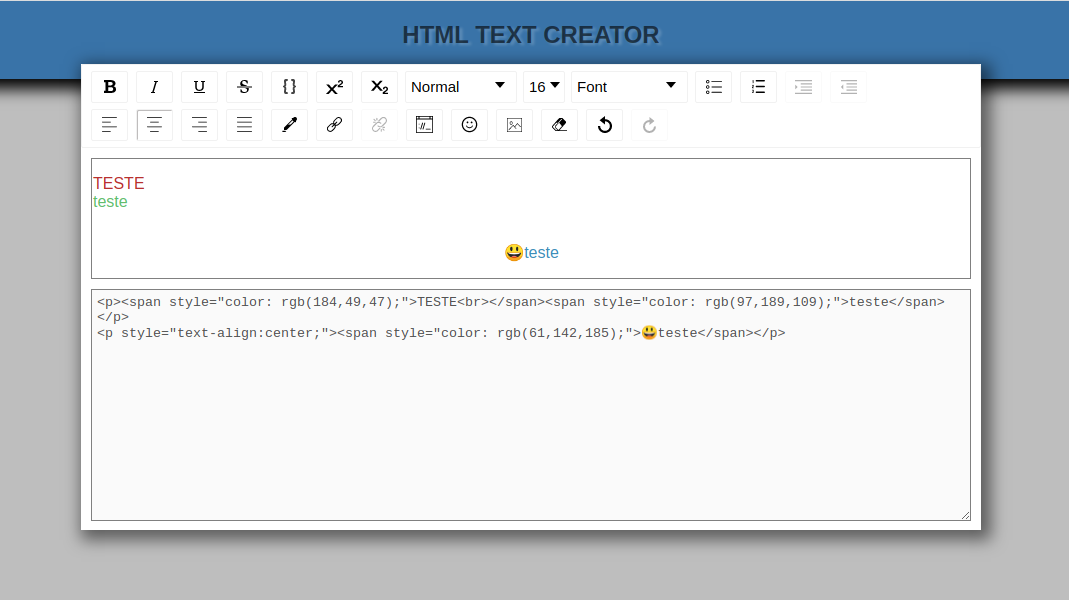 HTML TEXT CREATOR
B I U S {} x² x₂ Normal 16 Font
TESTE
teste
😃teste
<p><span style="color: rgb(184,49,47);">TESTE<br></span><span style="color: rgb(97,189,109);">teste</span>
</p>
<p style="text-align:center;"><span style="color: rgb(61,142,185);">😃teste</span></p>